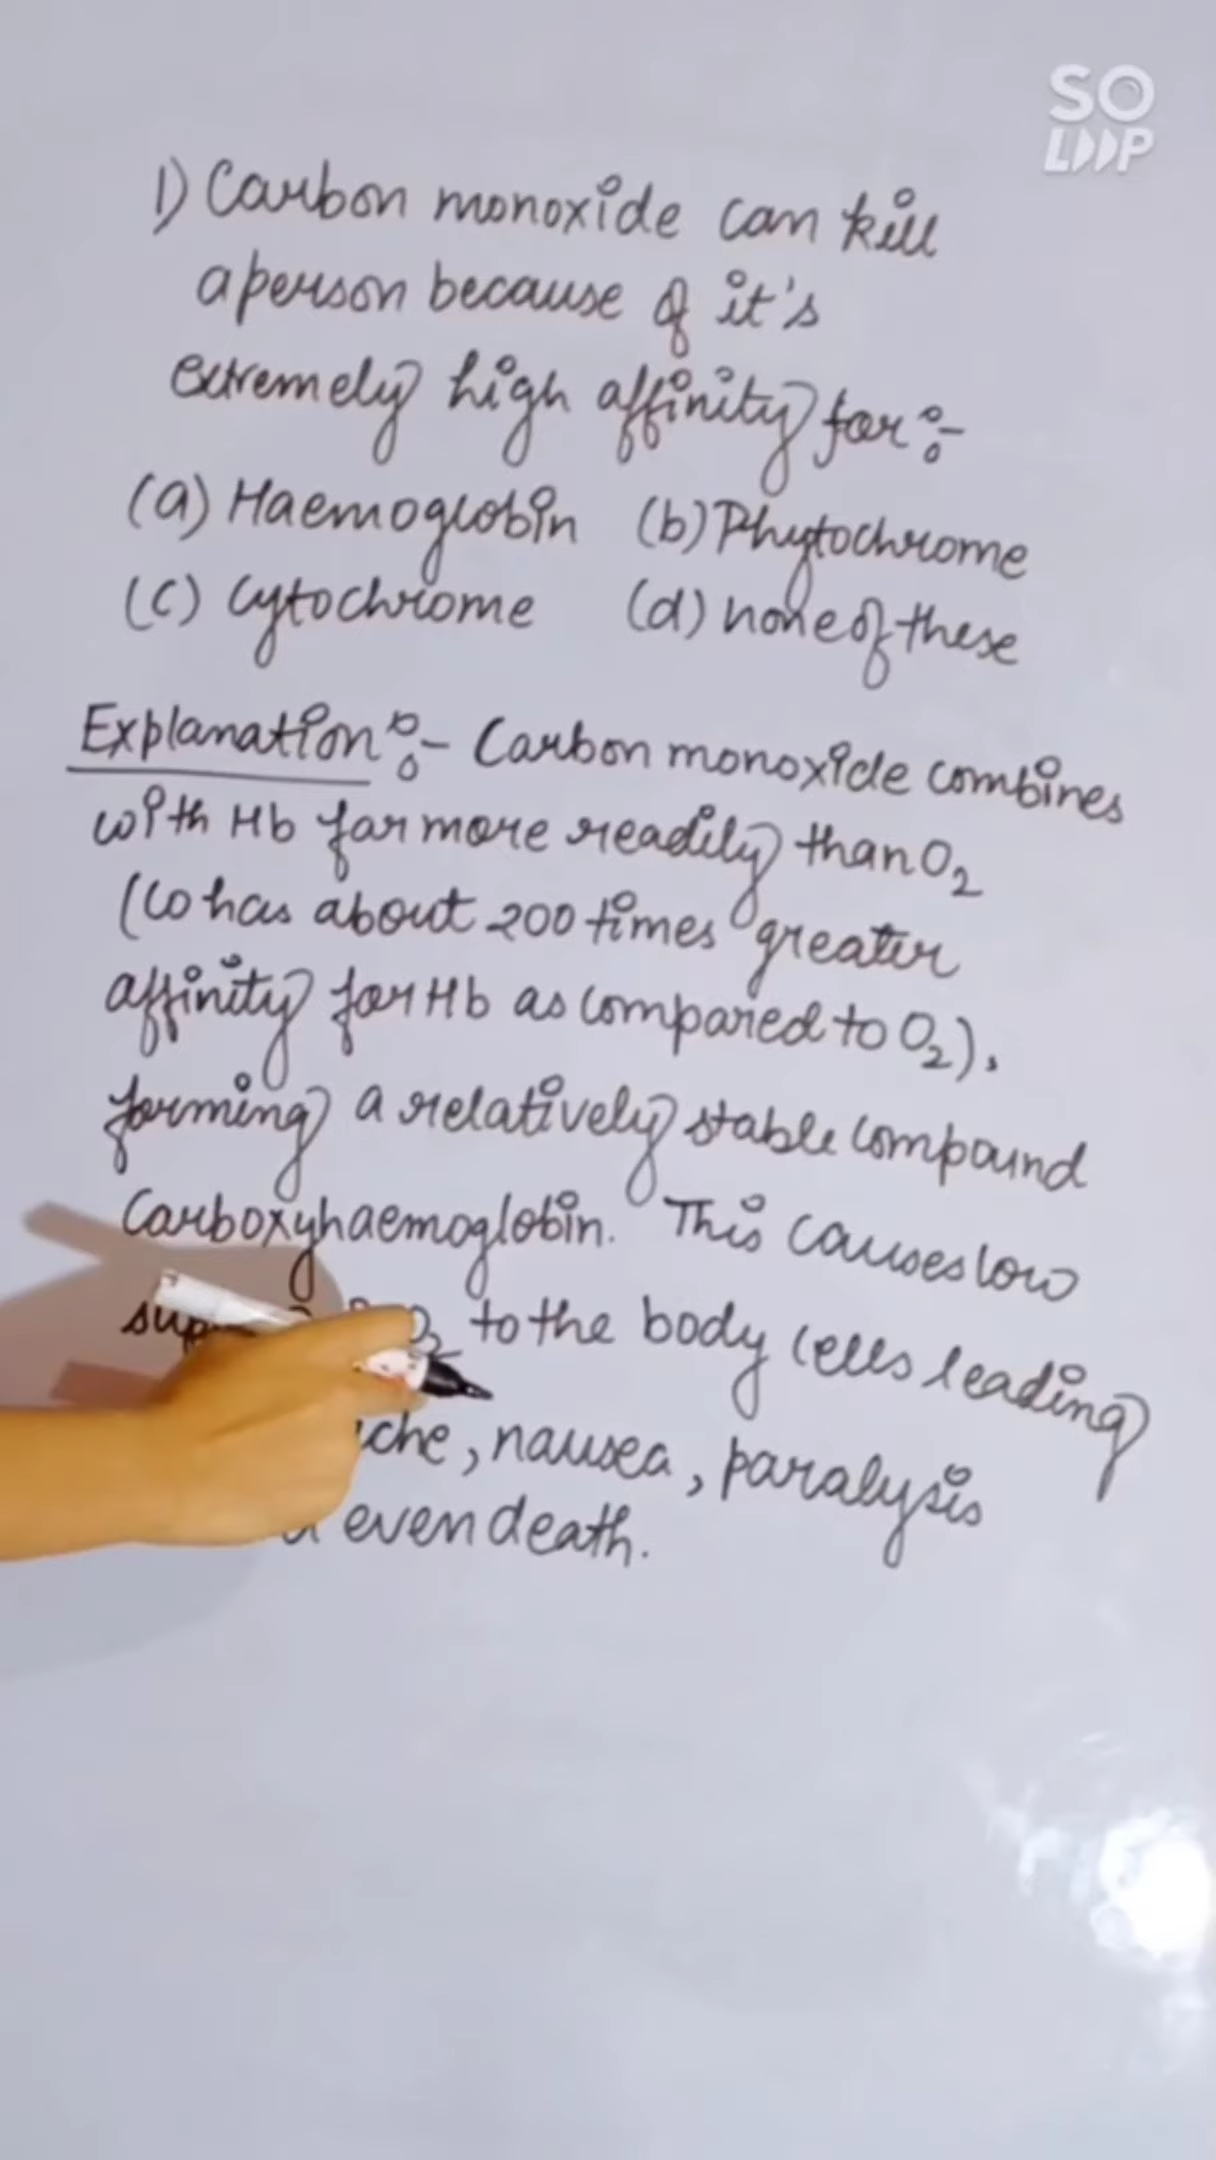 SO
LOOP
1) Carbon monoxide can kill
a person because of it's
extremely high affinity for :-
(a) Haemoglobin (b) Phytochrome
(c) Cytochrome (d) none of these
Explanation :- Carbon monoxide combines
with Hb far more readily than O2
(CO has about 200 times greater
affinity for Hb as compared to O2),
forming a relatively stable compound
Carboxyhaemoglobin. This causes low
O2 to the body cells leading
nausea, paralysis
even death.